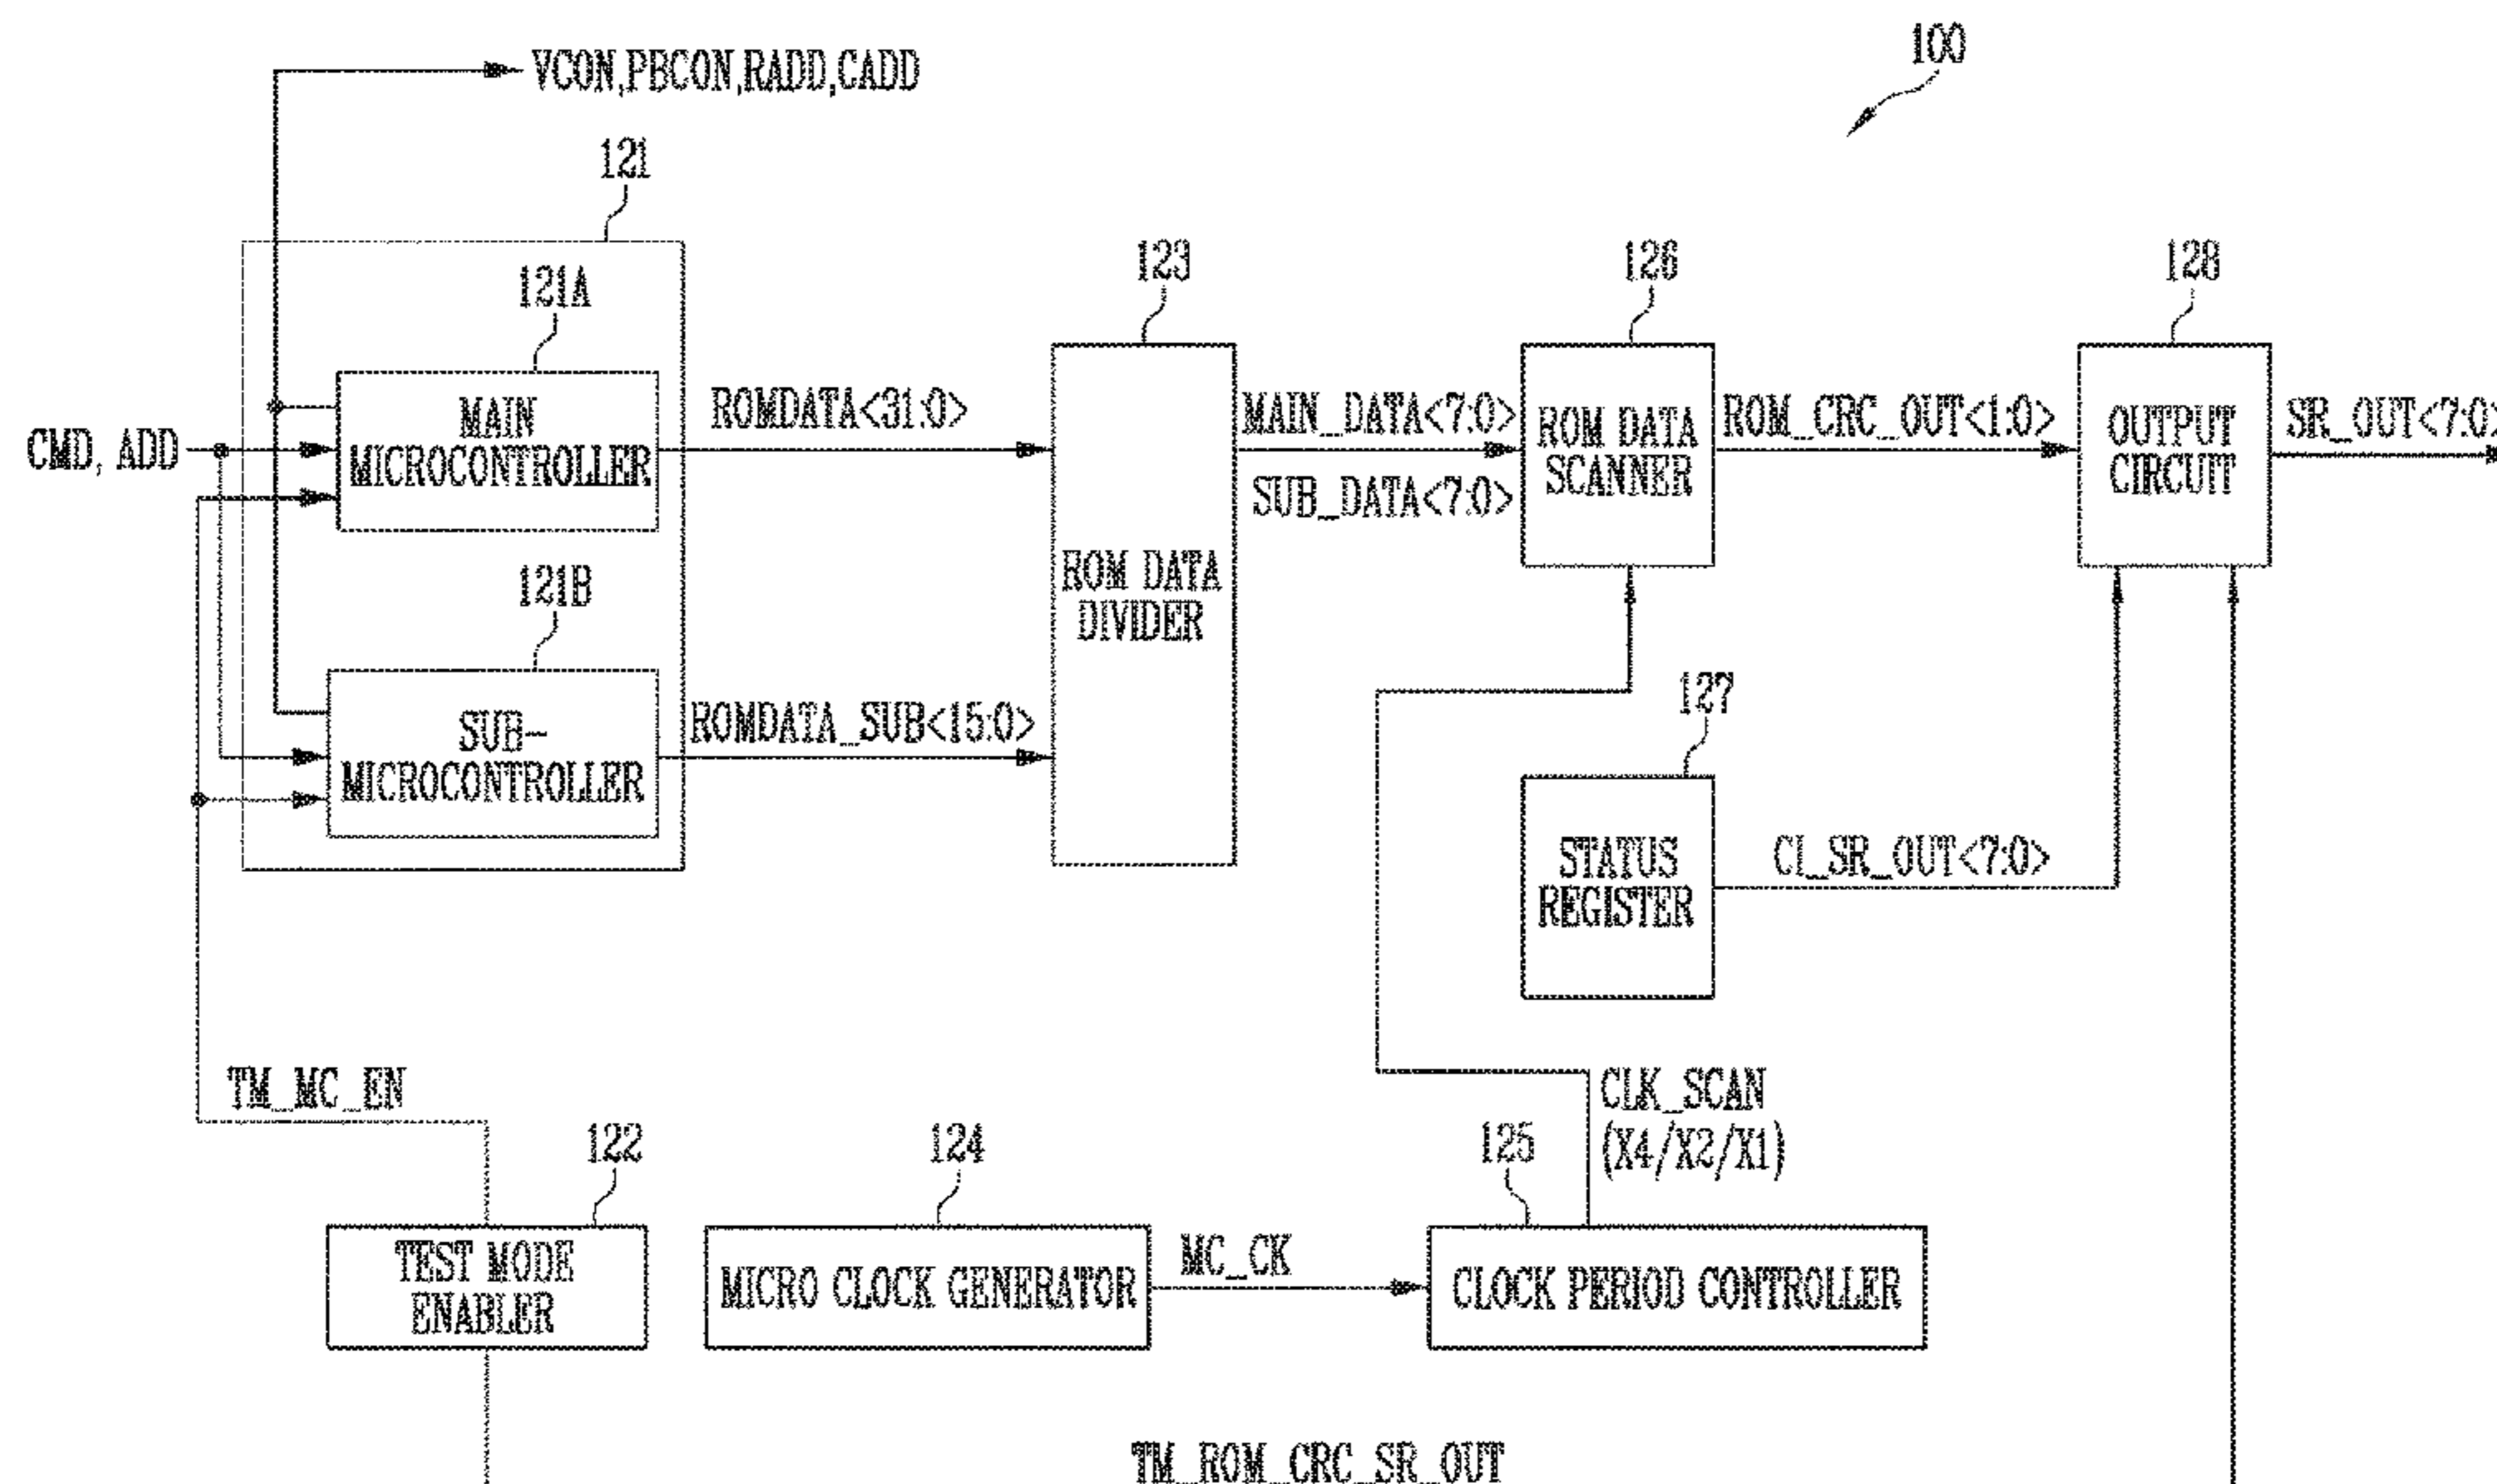 100
VCON,PBCON,RADD,CADD
121
121A
MAIN
MICROCONTROLLER
CMD, ADD
ROMDATA<31:0>
121B
SUB-
MICROCONTROLLER
ROMDATA_SUB<15:0>
123
ROM DATA
DIVIDER
MAIN_DATA<7:0>
SUB_DATA<7:0>
126
ROM DATA
SCANNER
ROM_CRC_OUT<1:0>
128
OUTPUT
CIRCUIT
SR_OUT<7:0>
127
STATUS
REGISTER
CI_SR_OUT<7:0>
TM_MC_EN
122
TEST MODE
ENABLER
124
MICRO CLOCK GENERATOR
MC_CK
125
CLOCK PERIOD CONTROLLER
CLK_SCAN
(X4/X2/X1)
TM_ROM_CRC_SR_OUT